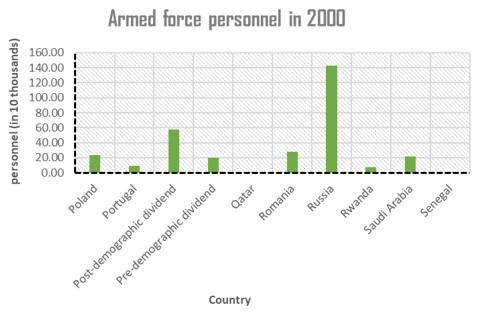 Armed force personnel in 2000
personnel (in 10 thousands)
160.00
140.00
120.00
100.00
80.00
60.00
40.00
20.00
0.00
Poland
Portugal
Post-demographic dividend
Pre-demographic dividend
Qatar
Romania
Russia
Rwanda
Saudi Arabia
Senegal
Country